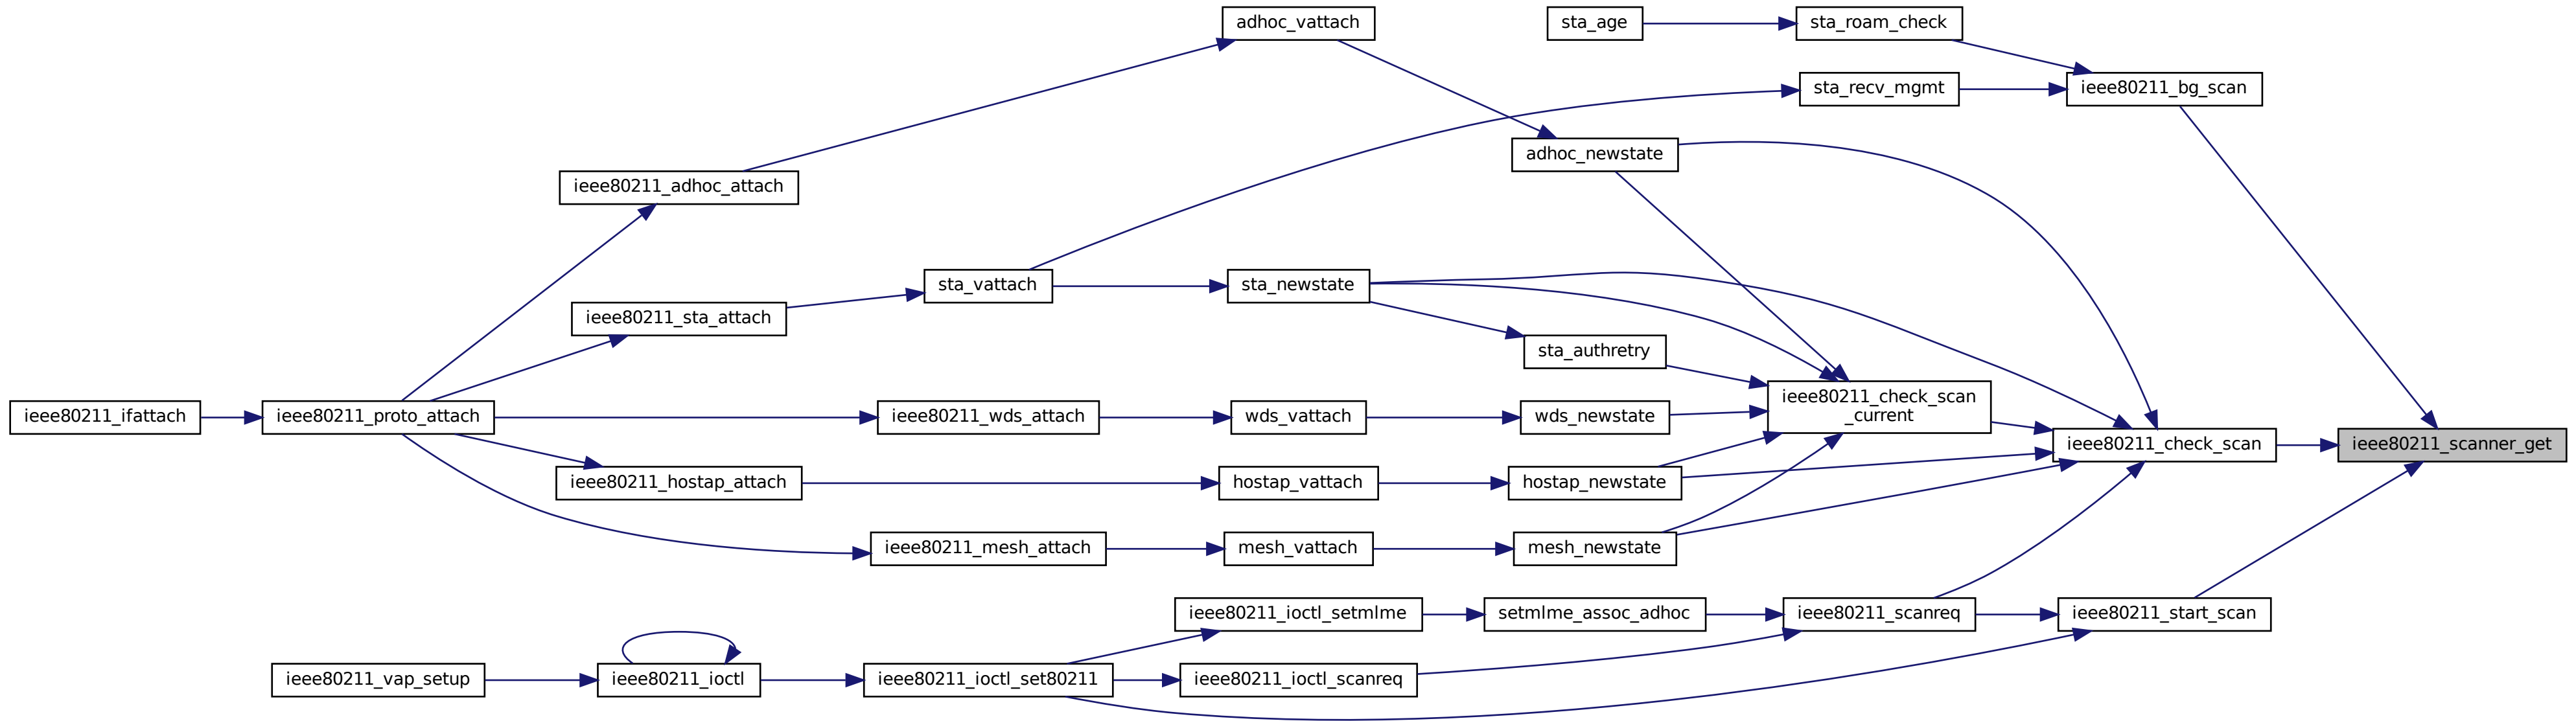 adhoc_vattach
sta_age
sta_roam_check
sta_recv_mgmt
ieee80211_bg_scan
adhoc_newstate
ieee80211_adhoc_attach
sta_vattach
sta_newstate
ieee80211_sta_attach
sta_authretry
ieee80211_check_scan
_current
ieee80211_ifattach
ieee80211_proto_attach
ieee80211_wds_attach
wds_vattach
wds_newstate
ieee80211_check_scan
ieee80211_scanner_get
ieee80211_hostap_attach
hostap_vattach
hostap_newstate
ieee80211_mesh_attach
mesh_vattach
mesh_newstate
ieee80211_ioctl_setmlme
setmlme_assoc_adhoc
ieee80211_scanreq
ieee80211_start_scan
ieee80211_vap_setup
ieee80211_ioctl
ieee80211_ioctl_set80211
ieee80211_ioctl_scanreq